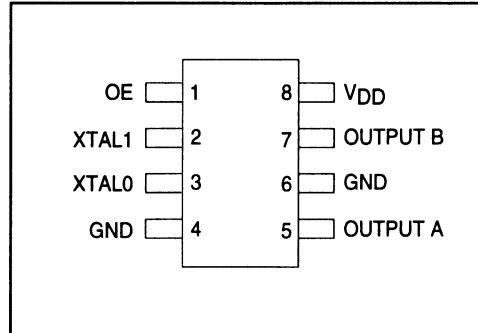 OE 1 8 VDD
XTAL1 2 7 OUTPUT B
XTAL0 3 6 GND
GND 4 5 OUTPUT A